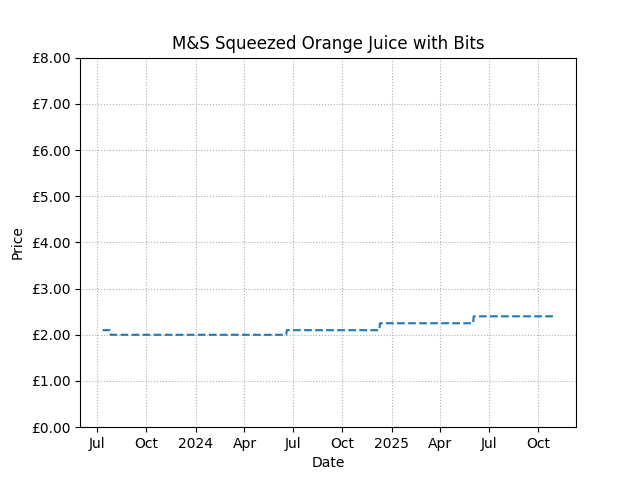 M&S Squeezed Orange Juice with Bits
£8.00
£7.00
£6.00
£5.00
£4.00
£3.00
£2.00
£1.00
£0.00
Price
Jul Oct 2024 Apr Jul Oct 2025 Apr Jul Oct
Date